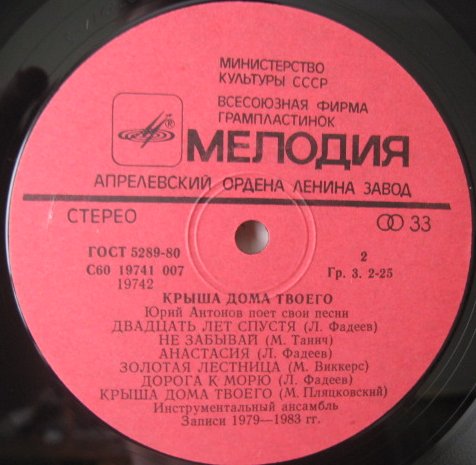 МИНИСТЕРСТВО
КУЛЬТУРЫ СССР
ВСЕСОЮЗНАЯ ФИРМА
ГРАМПЛАСТИНОК
®
МЕЛОДИЯ
АПРЕЛЕВСКИЙ ОРДЕНА ЛЕНИНА ЗАВОД
СТЕРЕО 33
ГОСТ 5289-80 2
С60 19741 007 Гр. 3. 2-25
19742
КРЫША ДОМА ТВОЕГО
Юрий Антонов поет свои песни
ДВАДЦАТЬ ЛЕТ СПУСТЯ (Л. Фадеев)
НЕ ЗАБЫВАЙ (М. Танич)
АНАСТАСИЯ (Л. Фадеев)
ЗОЛОТАЯ ЛЕСТНИЦА (М. Виккерс)
ДОРОГА К МОРЮ (Л. Фадеев)
КРЫША ДОМА ТВОЕГО (М. Пляцковский)
Инструментальный ансамбль
Записи 1979—1983 гг.